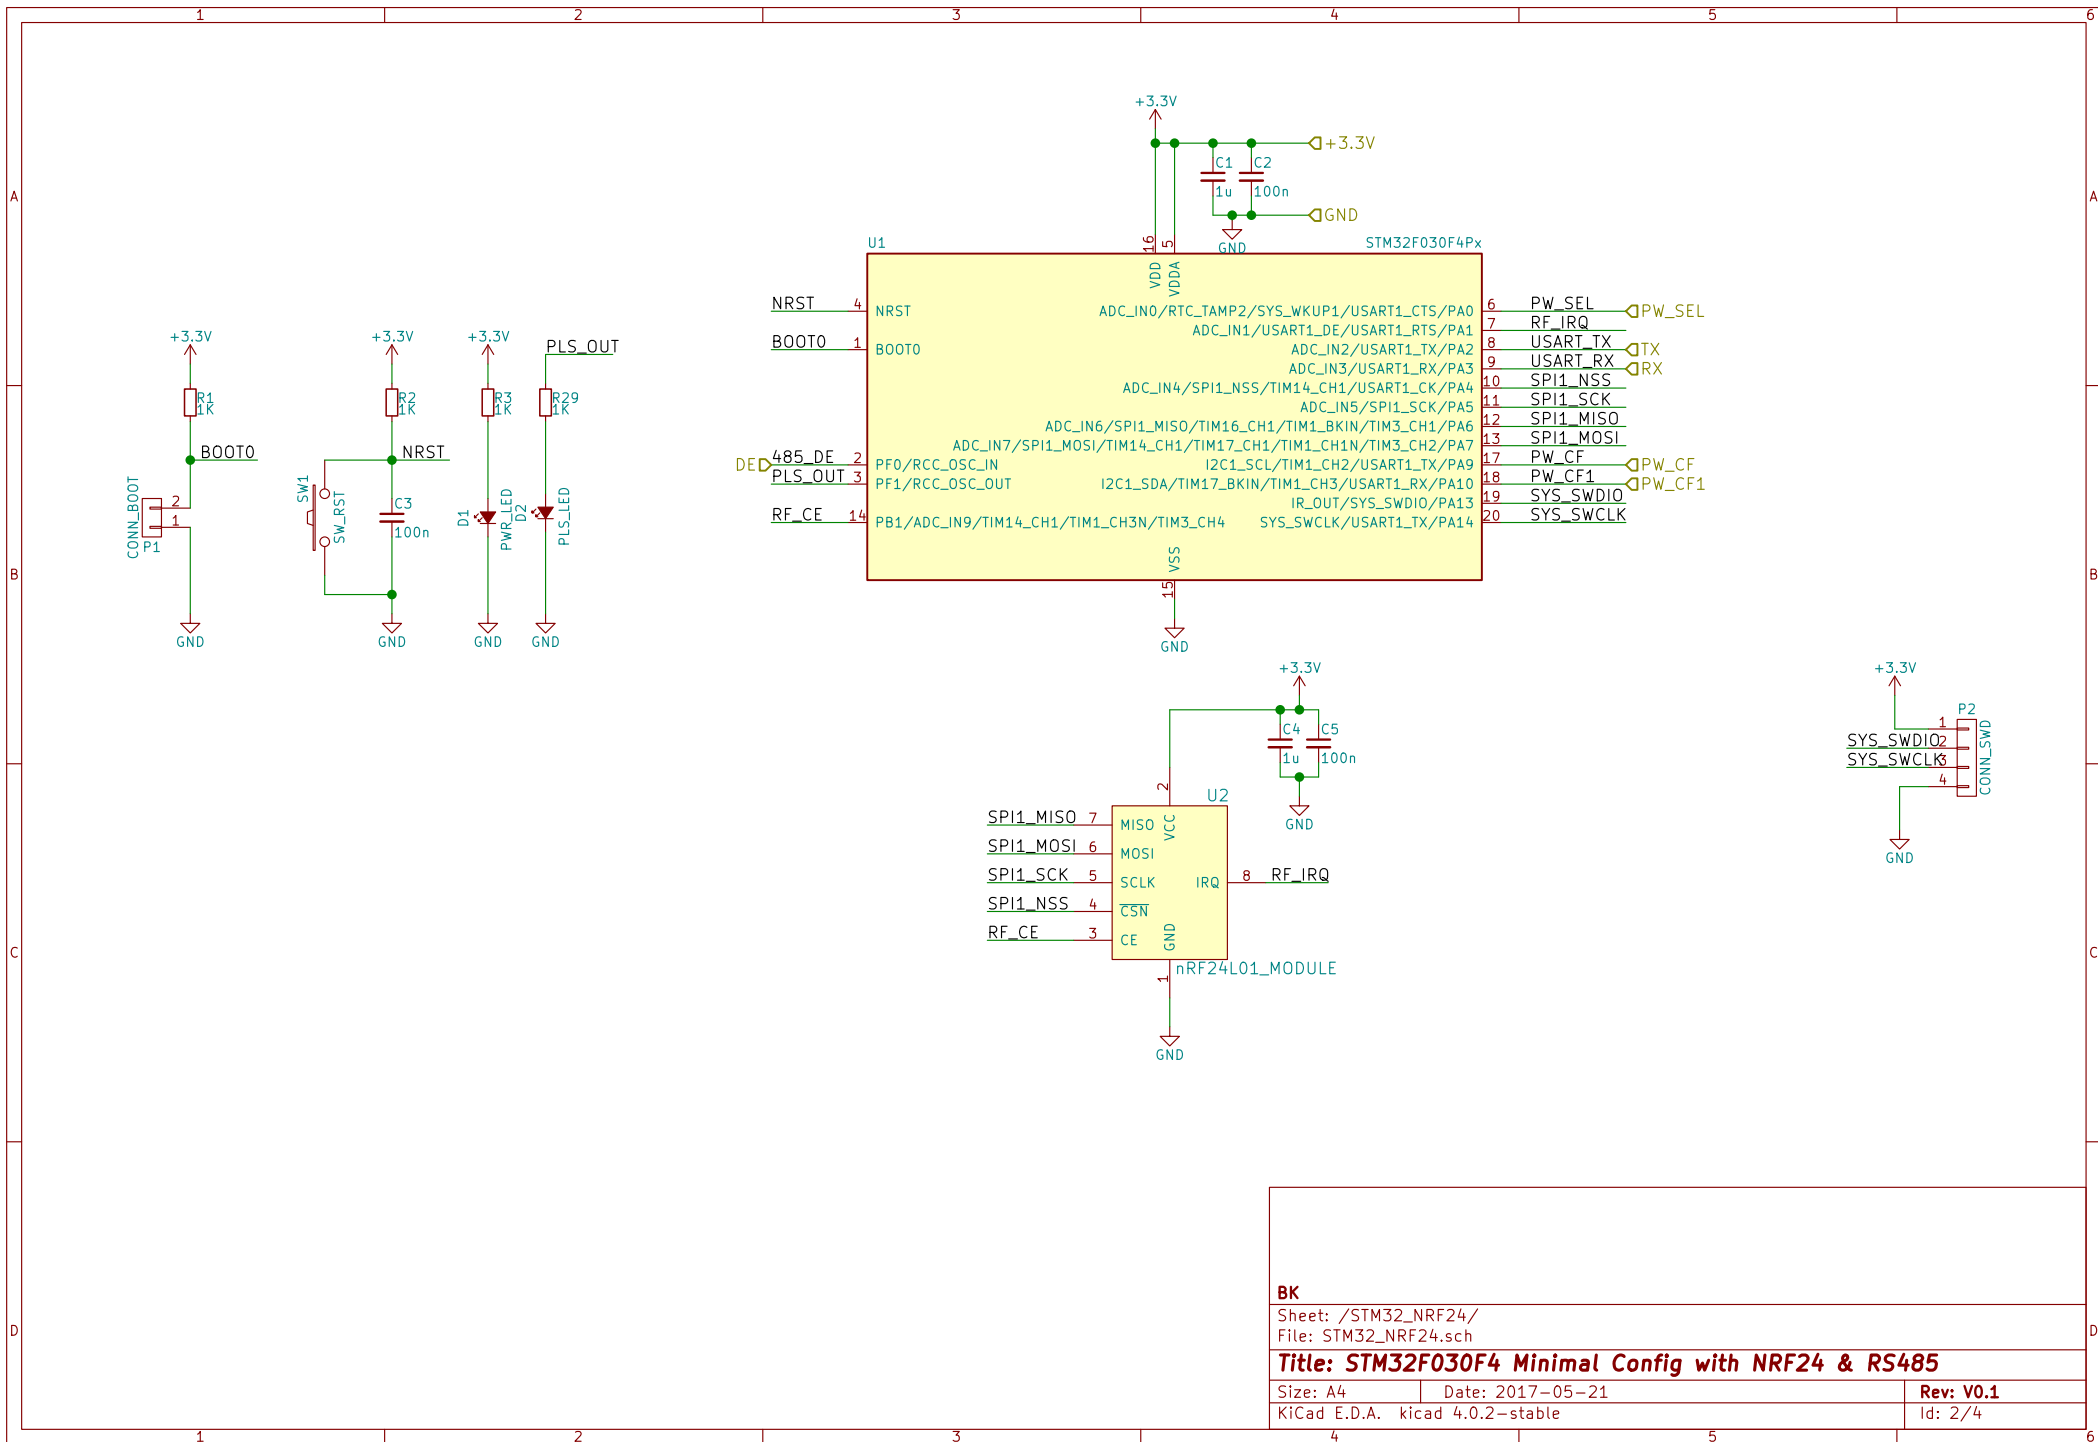 1 2 3 4 5 6
A
B
C
D
A
B
C
D
+3.3V
+3.3V
C1
1u
C2
100n
GND
GND
U1
STM32F030F4Px
16
5
VDD
VDDA
NRST 4 NRST
BOOT0 1 BOOT0
DE 485_DE 2 PF0/RCC_OSC_IN
PLS_OUT 3 PF1/RCC_OSC_OUT
RF_CE 14 PB1/ADC_IN9/TIM14_CH1/TIM1_CH3N/TIM3_CH4
ADC_IN0/RTC_TAMP2/SYS_WKUP1/USART1_CTS/PA0 6 PW_SEL PW_SEL
ADC_IN1/USART1_DE/USART1_RTS/PA1 7 RF_IRQ
ADC_IN2/USART1_TX/PA2 8 USART_TX TX
ADC_IN3/USART1_RX/PA3 9 USART_RX RX
ADC_IN4/SPI1_NSS/TIM14_CH1/USART1_CK/PA4 10 SPI1_NSS
ADC_IN5/SPI1_SCK/PA5 11 SPI1_SCK
ADC_IN6/SPI1_MISO/TIM16_CH1/TIM1_BKIN/TIM3_CH1/PA6 12 SPI1_MISO
ADC_IN7/SPI1_MOSI/TIM14_CH1/TIM17_CH1/TIM1_CH1N/TIM3_CH2/PA7 13 SPI1_MOSI
I2C1_SCL/TIM1_CH2/USART1_TX/PA9 17 PW_CF PW_CF
I2C1_SDA/TIM17_BKIN/TIM1_CH3/USART1_RX/PA10 18 PW_CF1 PW_CF1
IR_OUT/SYS_SWDIO/PA13 19 SYS_SWDIO
SYS_SWCLK/USART1_TX/PA14 20 SYS_SWCLK
VSS
15
GND
+3.3V
R1
1K
BOOT0
CONN_BOOT
2
1
P1
GND
+3.3V
R2
1K
NRST
SW1
SW_RST
C3
100n
GND
+3.3V
R3
1K
D1
PWR_LED
GND
PLS_OUT
R29
1K
D2
PLS_LED
GND
+3.3V
C4
1u
C5
100n
GND
2
U2
VCC
SPI1_MISO 7 MISO
SPI1_MOSI 6 MOSI
SPI1_SCK 5 SCLK
SPI1_NSS 4 CSN
RF_CE 3 CE
IRQ 8 RF_IRQ
GND
nRF24L01_MODULE
1
GND
+3.3V
P2
1
SYS_SWDIO 2
SYS_SWCLK 3
4
CONN_SWD
GND
BK
Sheet: /STM32_NRF24/
File: STM32_NRF24.sch
Title: STM32F030F4 Minimal Config with NRF24 & RS485
Size: A4 Date: 2017-05-21 Rev: V0.1
KiCad E.D.A. kicad 4.0.2-stable Id: 2/4
1 2 3 4 5 6